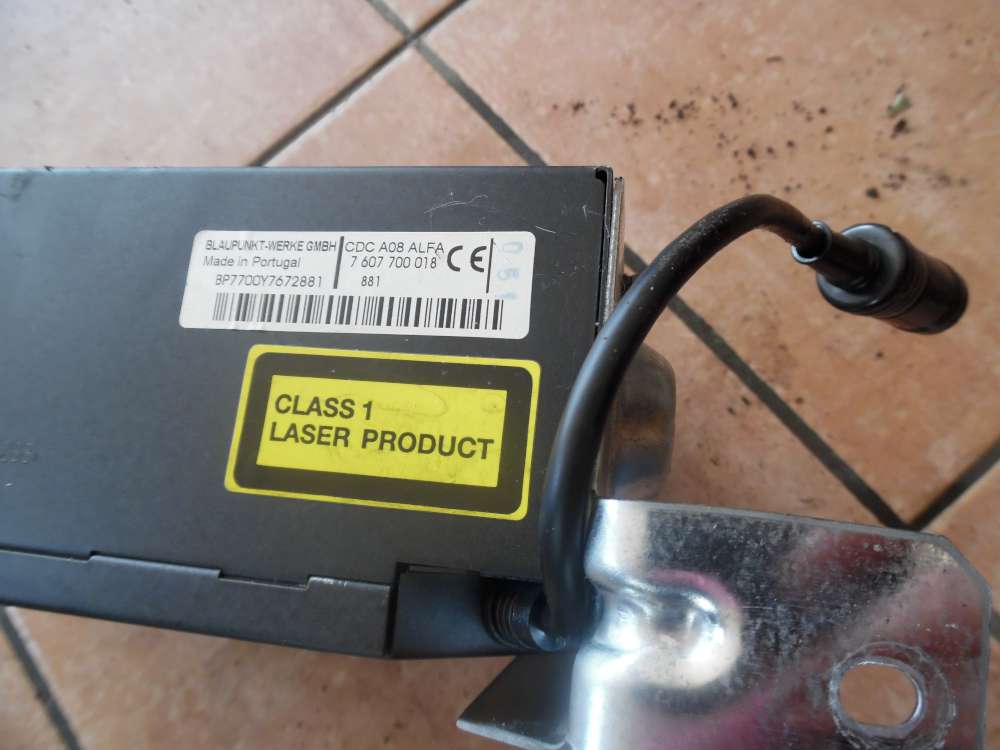 BLAUPUNKT-WERKE GMBH
Made in Portugal
BP7700Y7672881
CDC A08 ALFA
7 607 700 018
881
CE
051
CLASS 1
LASER PRODUCT